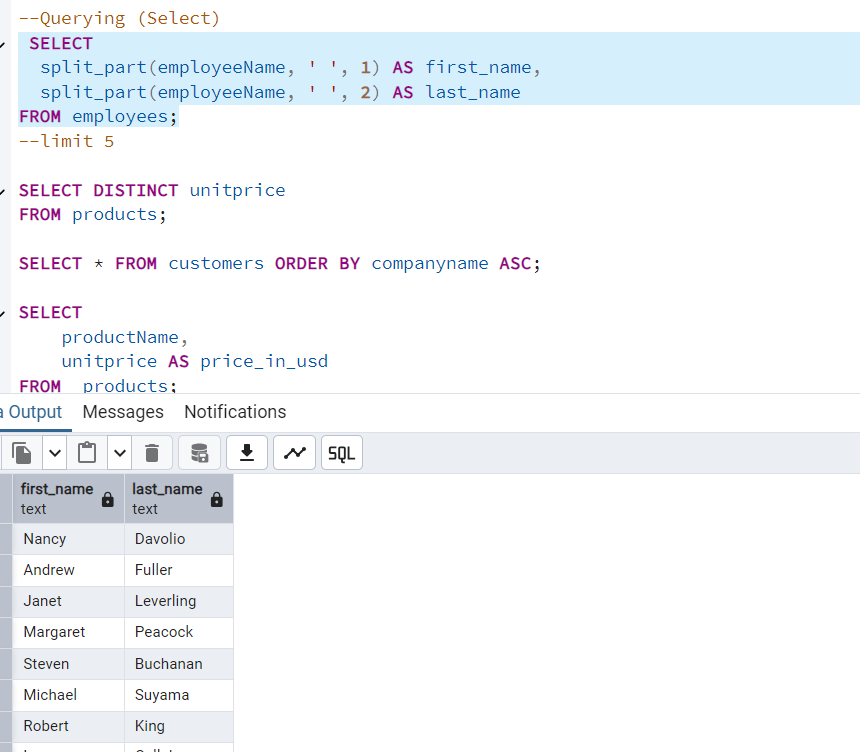 --Querying (Select)
SELECT
split_part(employeeName, ' ', 1) AS first_name,
split_part(employeeName, ' ', 2) AS last_name
FROM employees;
--limit 5
SELECT DISTINCT unitprice
FROM products;
SELECT * FROM customers ORDER BY companyname ASC;
SELECT
productName,
unitprice AS price_in_usd
FROM products;
a Output Messages Notifications
SQL
first_name last_name
text text
Nancy Davolio
Andrew Fuller
Janet Leverling
Margaret Peacock
Steven Buchanan
Michael Suyama
Robert King